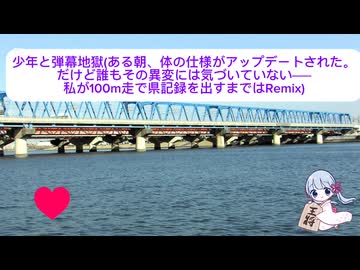 少年と弾幕地獄(ある朝、体の仕様がアップデートされた。
だけど誰もその異変には気づいていない──
私が100m走で県記録を出すまではRemix)
王将